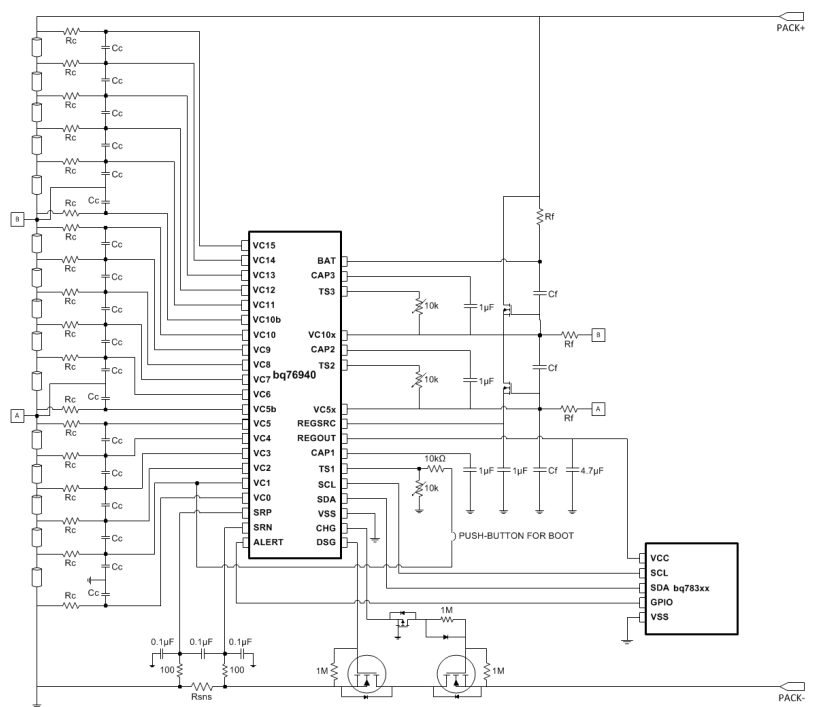 PACK+
Rc
Cc
Rc
Cc
Rc
Cc
Rc
Cc
Rc
Cc
Rc
Cc
B
Rc
Cc
Rc
Cc
Rc
Cc
Rc
Cc
Rc
Cc
Rc
Cc
A
Rc
Cc
Rc
Cc
Rc
Cc
Rc
Cc
Rc
Cc
Rc
Cc
bq76940
VC15
VC14
VC13
VC12
VC11
VC10b
VC10
VC9
VC8
VC7
VC6
VC5b
VC5
VC4
VC3
VC2
VC1
VC0
SRP
SRN
ALERT
BAT
CAP3
TS3
VC10x
CAP2
TS2
VC5x
REGSRC
REGOUT
CAP1
TS1
SCL
SDA
VSS
CHG
DSG
Rf
Cf
10k
1µF
Rf
B
Cf
10k
1µF
Rf
A
10kΩ
10k
1µF
1µF
Cf
4.7µF
PUSH-BUTTON FOR BOOT
VCC
SCL
SDA bq783xx
GPIO
VSS
0.1µF
0.1µF
0.1µF
100
100
Rsns
1M
1M
1M
PACK-